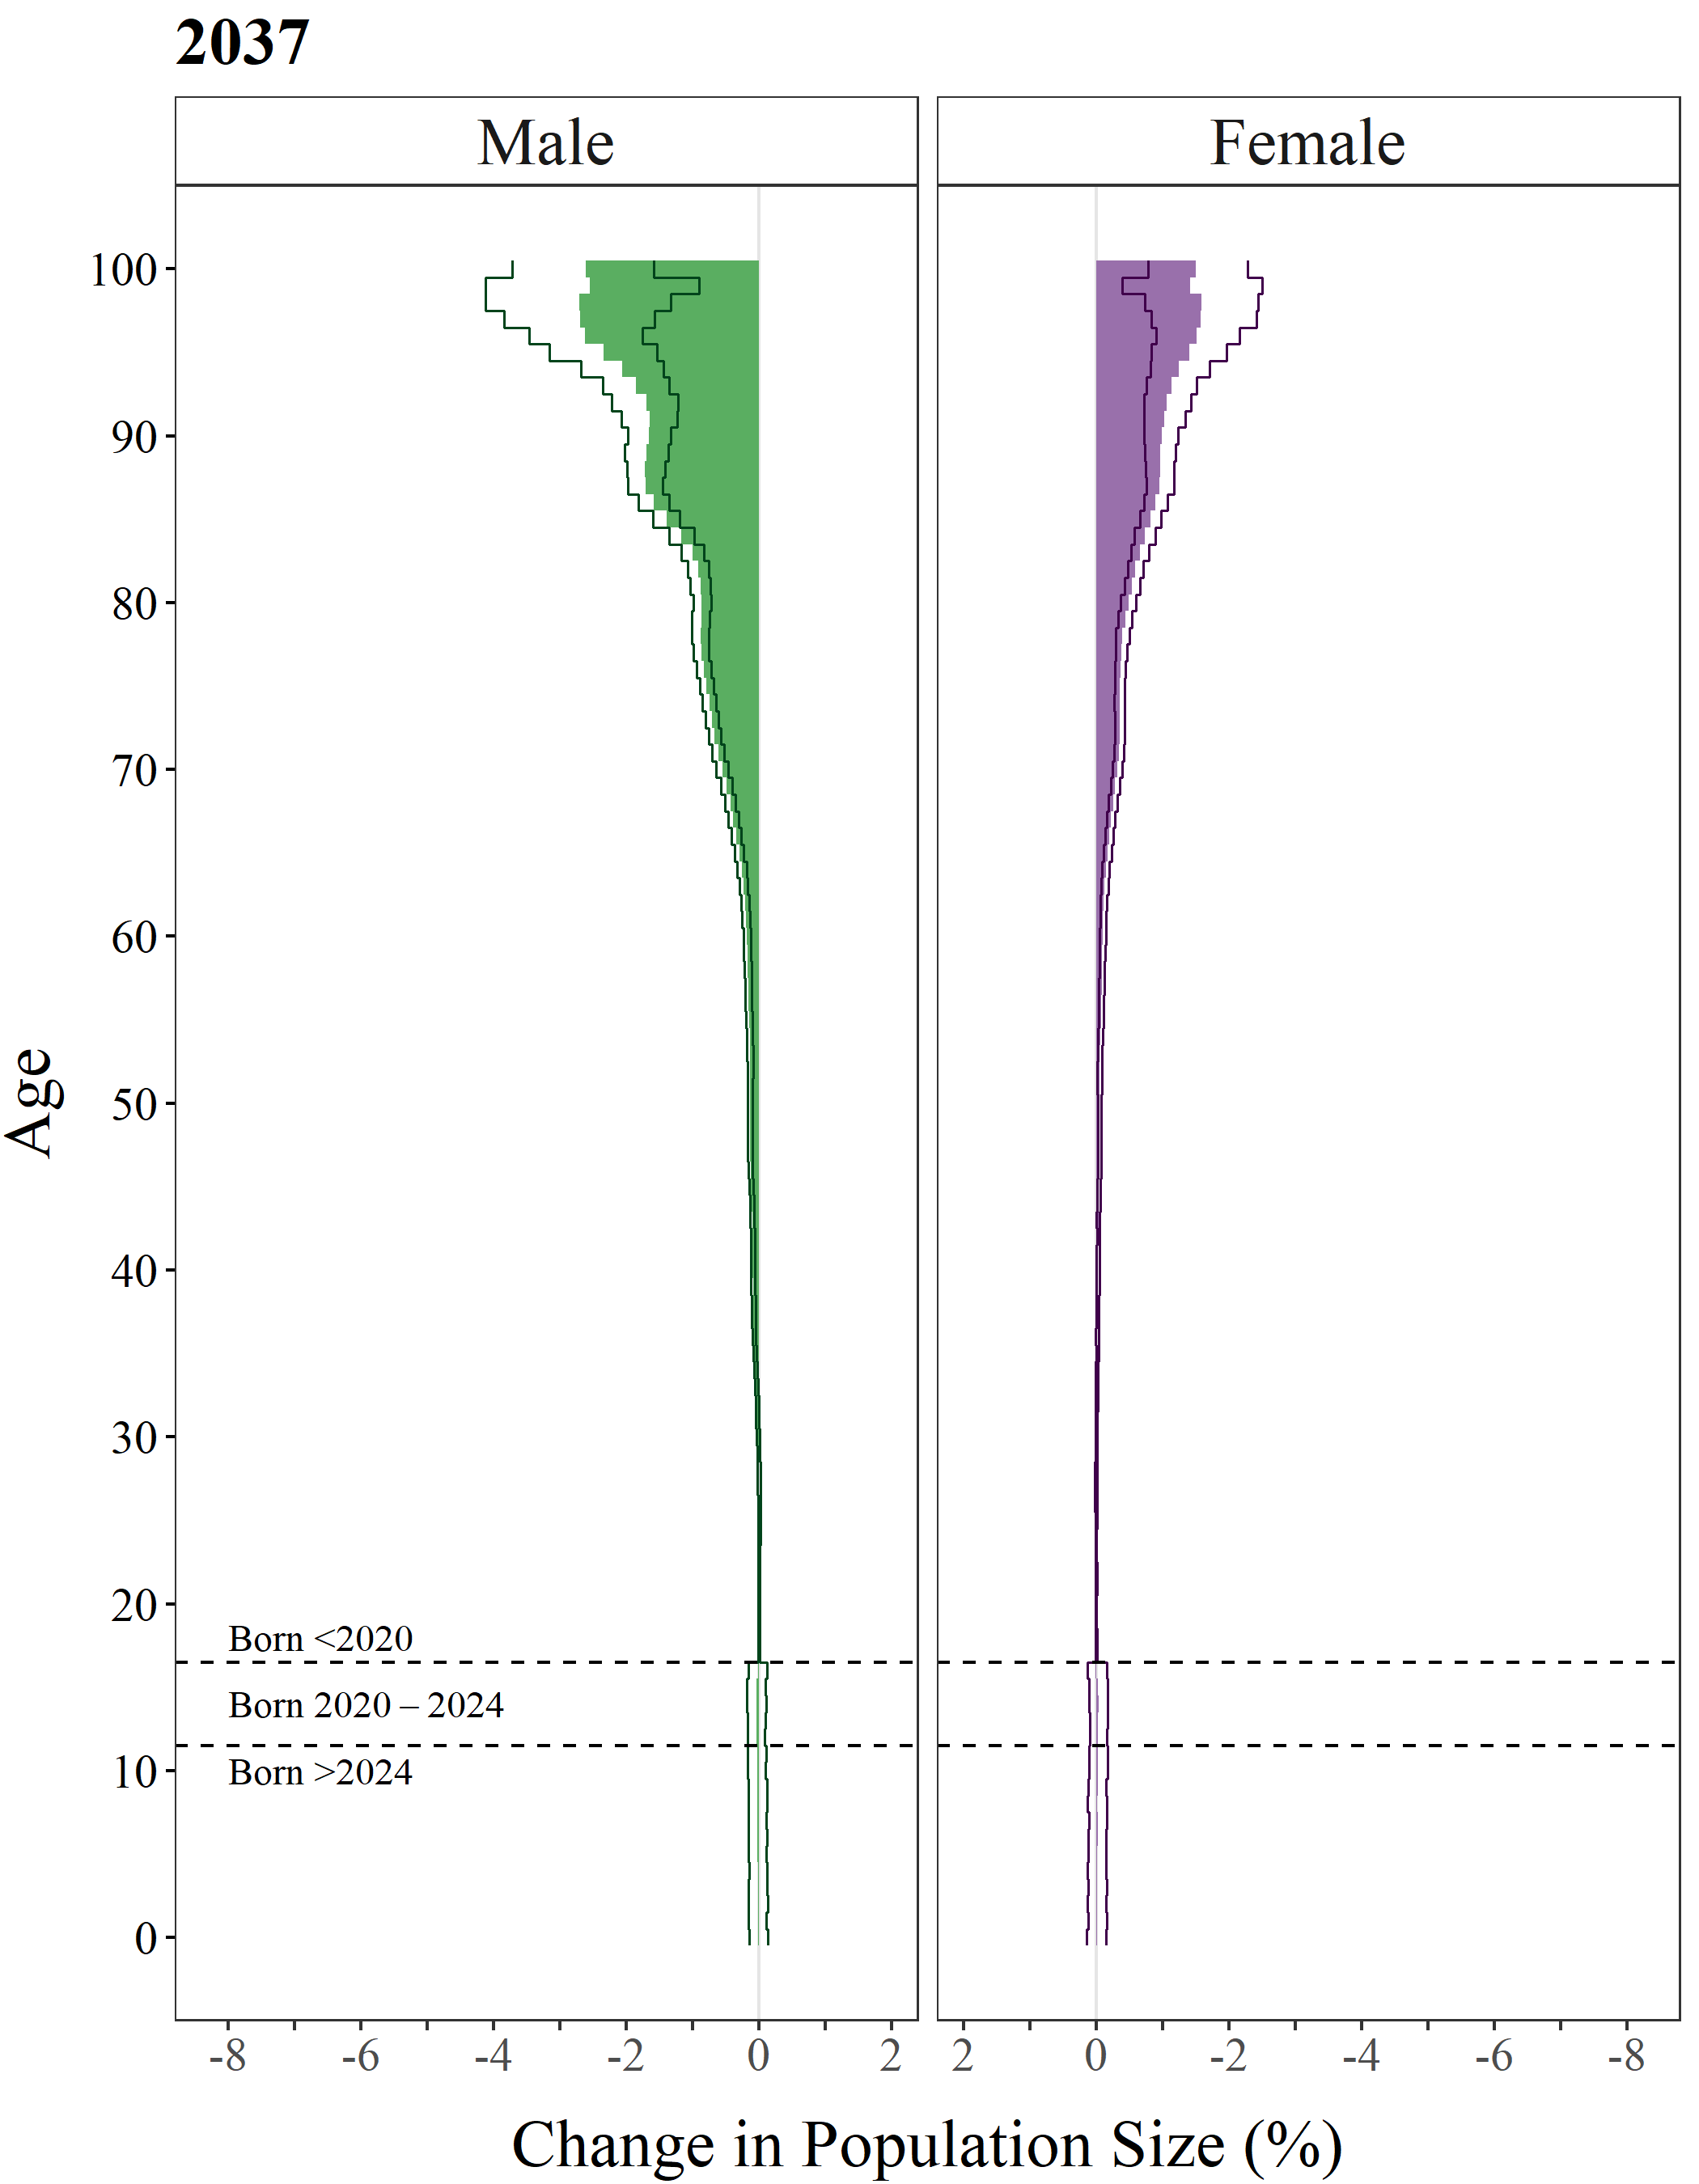 2037
Male
Female
100
90
80
70
60
50
40
30
20
10
0
Age
Born <2020
Born 2020 – 2024
Born >2024
-8 -6 -4 -2 0 2
2 0 -2 -4 -6 -8
Change in Population Size (%)